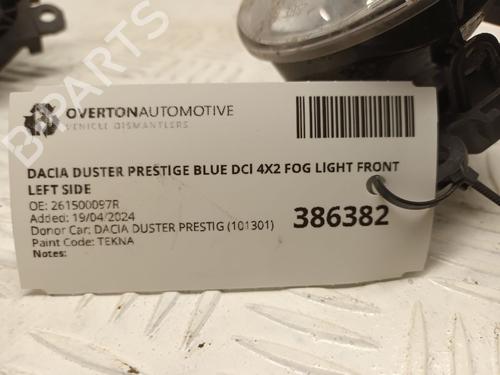 OVERTONAUTOMOTIVE
VEHICLE DISMANTLERS
DACIA DUSTER PRESTIGE BLUE DCI 4X2 FOG LIGHT FRONT
LEFT SIDE
OE: 261500097R
Added: 19/04/2024
Donor Car: DACIA DUSTER PRESTIG (101301)
Paint Code: TEKNA
Notes:
386382
B-PARTS